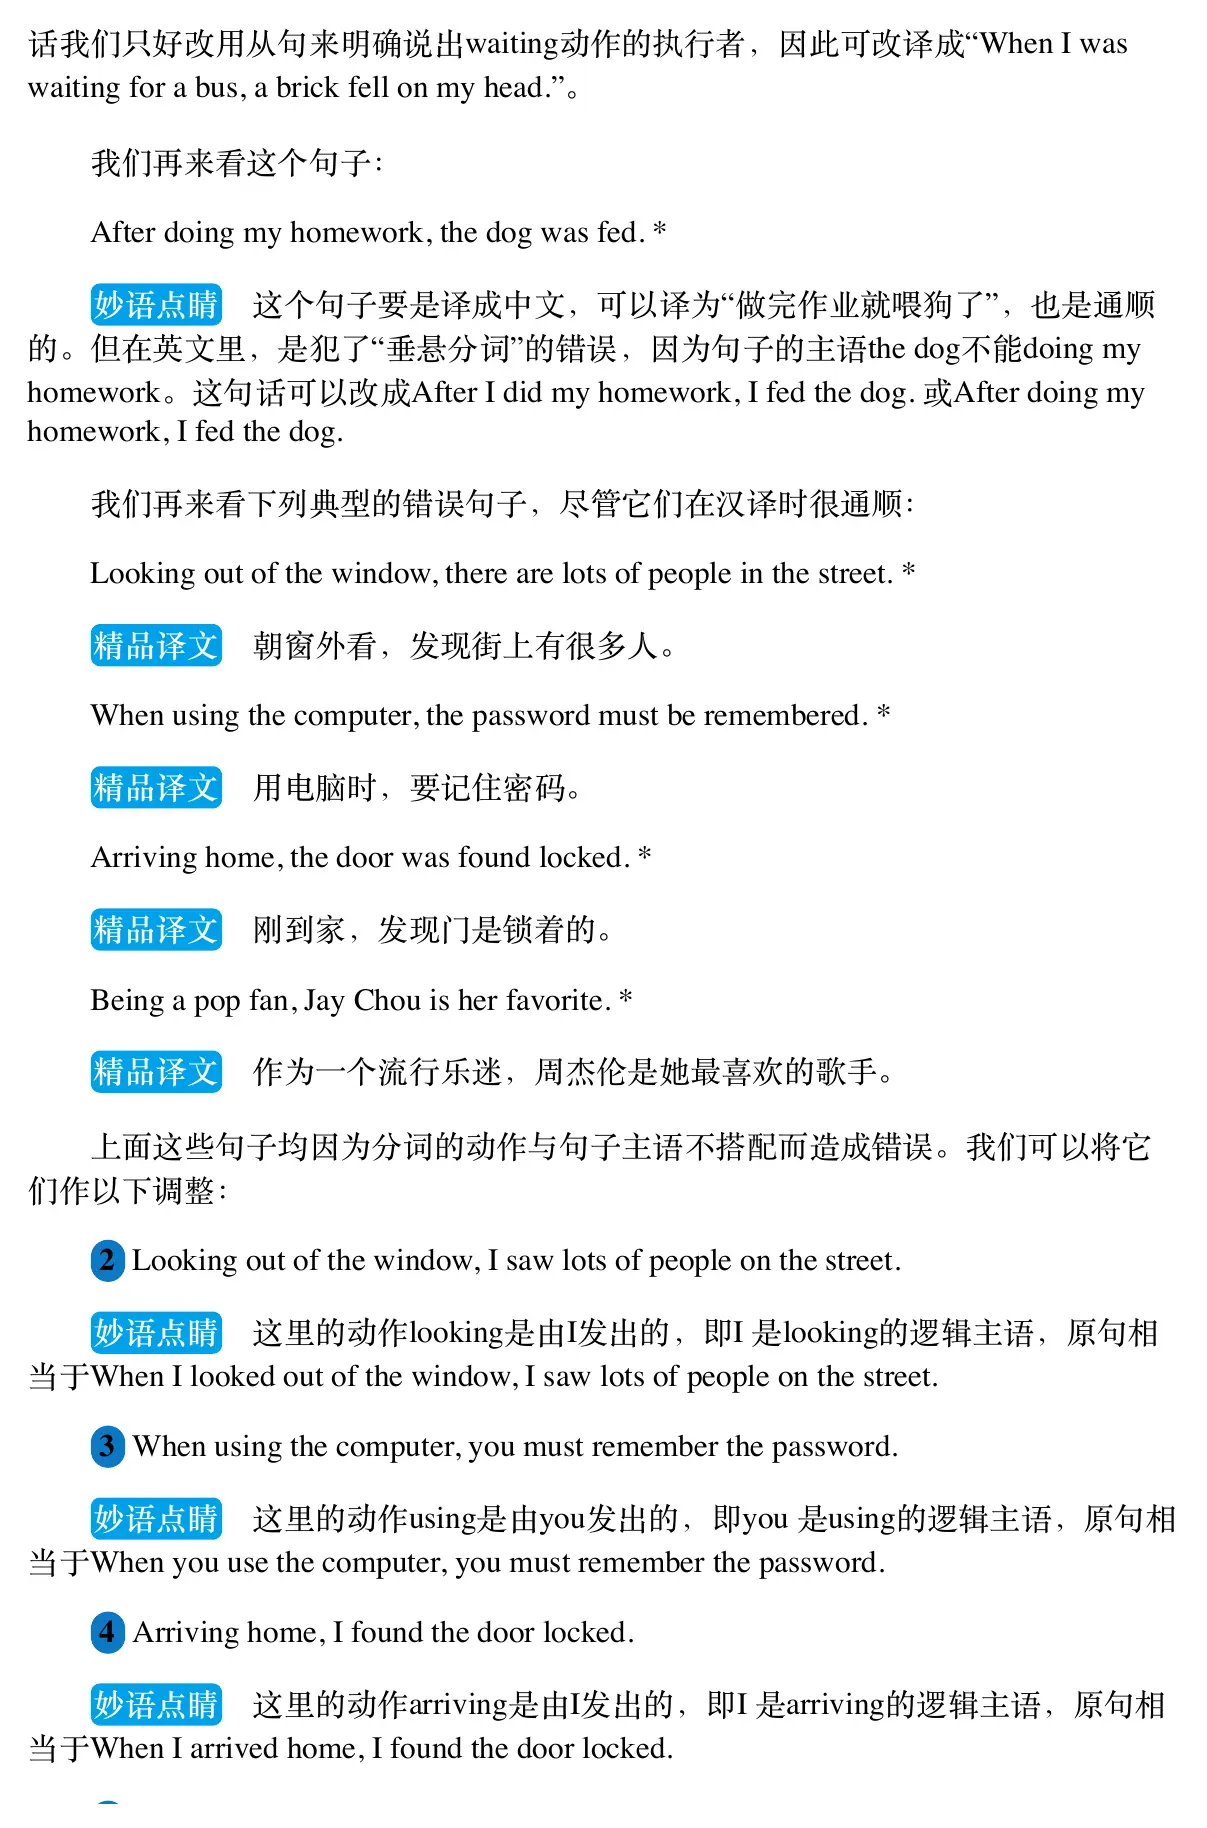 话我们只好改用从句来明确说出waiting动作的执行者，因此可改译成“When I was
waiting for a bus, a brick fell on my head.”。
我们再来看这个句子：
After doing my homework, the dog was fed. *
妙语点睛 这个句子要是译成中文，可以译为“做完作业就喂狗了”，也是通顺
的。但在英文里，是犯了“垂悬分词”的错误，因为句子的主语the dog不能doing my
homework。这句话可以改成After I did my homework, I fed the dog. 或After doing my
homework, I fed the dog.
我们再来看下列典型的错误句子，尽管它们在汉译时很通顺：
Looking out of the window, there are lots of people in the street. *
精品译文 朝窗外看，发现街上有很多人。
When using the computer, the password must be remembered. *
精品译文 用电脑时，要记住密码。
Arriving home, the door was found locked. *
精品译文 刚到家，发现门是锁着的。
Being a pop fan, Jay Chou is her favorite. *
精品译文 作为一个流行乐迷，周杰伦是她最喜欢的歌手。
上面这些句子均因为分词的动作与句子主语不搭配而造成错误。我们可以将它
们作以下调整：
2 Looking out of the window, I saw lots of people on the street.
妙语点睛 这里的动作looking是由I发出的，即I 是looking的逻辑主语，原句相
当于When I looked out of the window, I saw lots of people on the street.
3 When using the computer, you must remember the password.
妙语点睛 这里的动作using是由you发出的，即you 是using的逻辑主语，原句相
当于When you use the computer, you must remember the password.
4 Arriving home, I found the door locked.
妙语点睛 这里的动作arriving是由I发出的，即I 是arriving的逻辑主语，原句相
当于When I arrived home, I found the door locked.